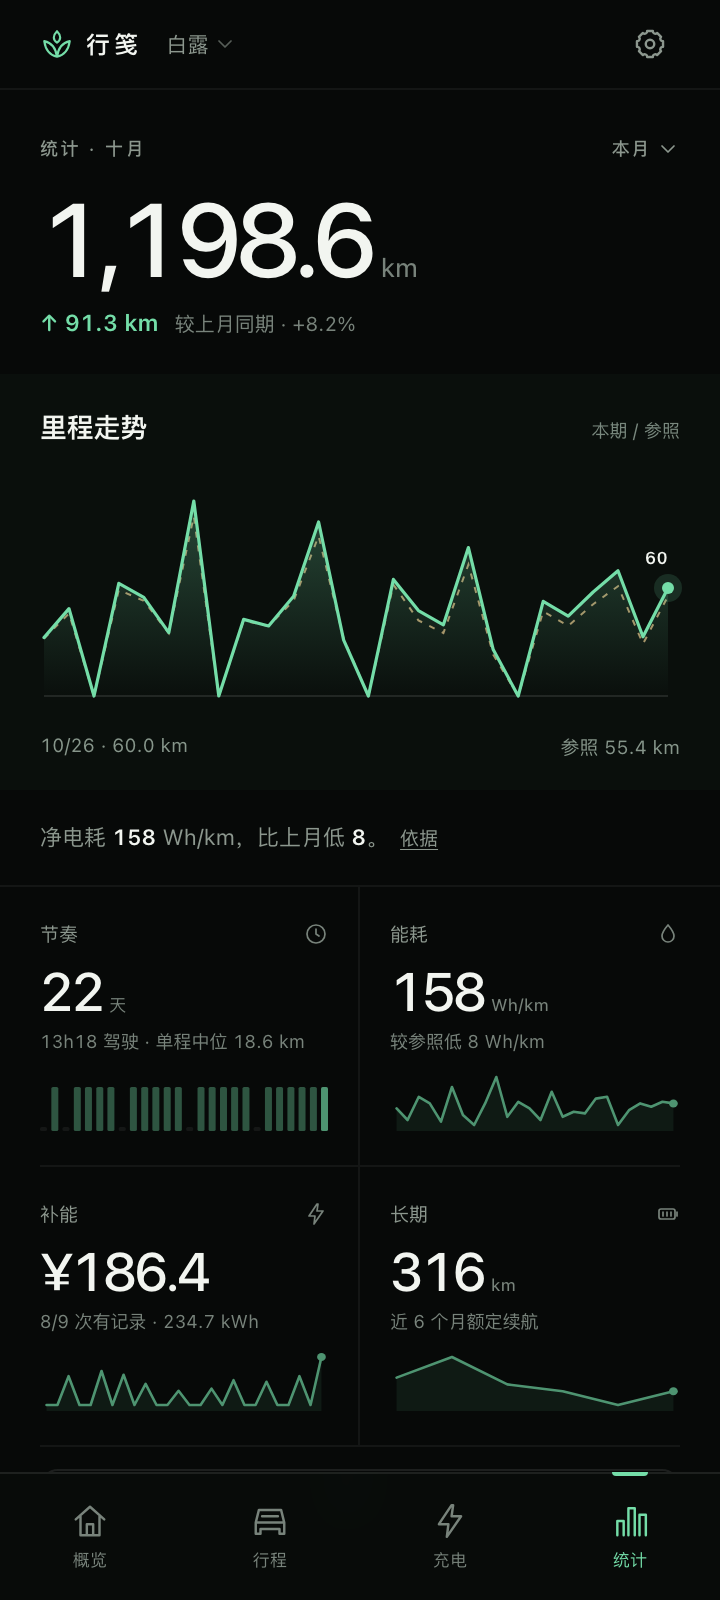 行笺 白露
统计 · 十月 本月
1,198.6 km
↑ 91.3 km 较上月同期 · +8.2%
里程走势 本期 / 参照
60
10/26 · 60.0 km 参照 55.4 km
净电耗 158 Wh/km，比上月低 8。 依据
节奏
22 天
13h18 驾驶 · 单程中位 18.6 km
能耗
158 Wh/km
较参照低 8 Wh/km
补能
¥186.4
8/9 次有记录 · 234.7 kWh
长期
316 km
近 6 个月额定续航
概览 行程 充电 统计